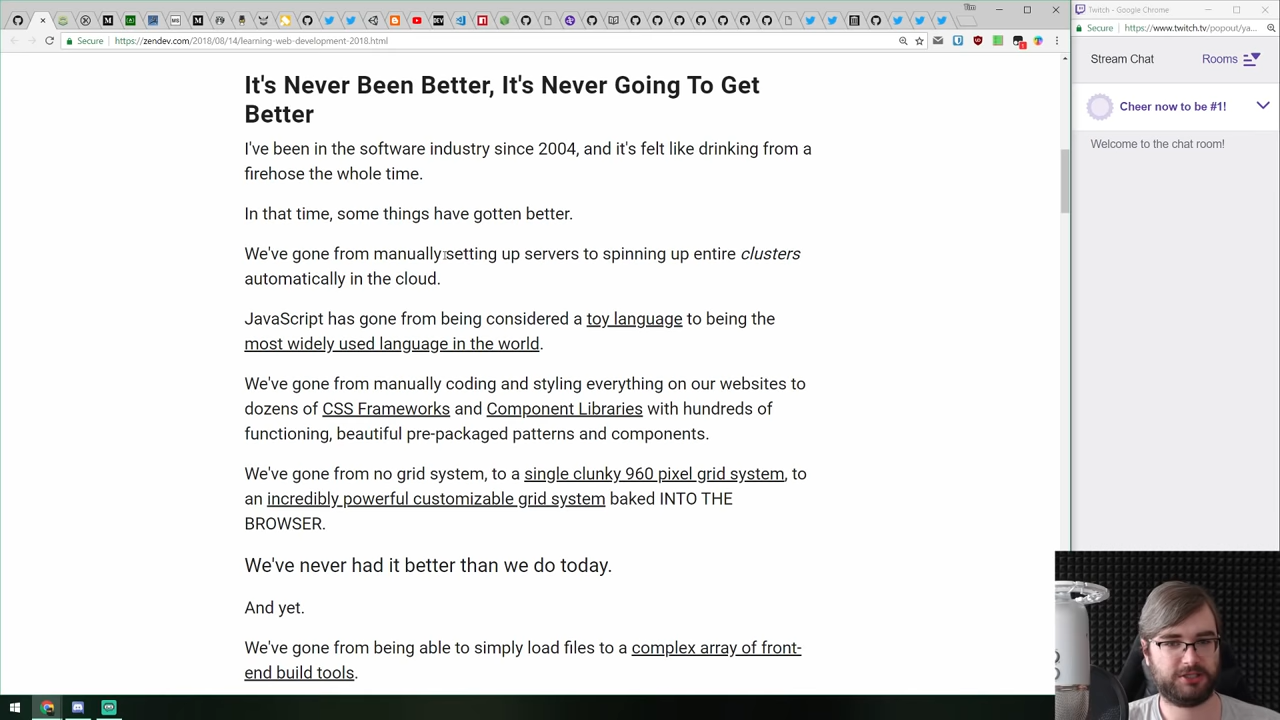 Tim
Twitch - Google Chrome
Secure
https://zendev.com/2018/08/14/learning-web-development-2018.html
Secure
https://www.twitch.tv/popout/ya...
Stream Chat
Rooms
Cheer now to be #1!
Welcome to the chat room!
It's Never Been Better, It's Never Going To Get
Better
I've been in the software industry since 2004, and it's felt like drinking from a
firehose the whole time.
In that time, some things have gotten better.
We've gone from manually setting up servers to spinning up entire clusters
automatically in the cloud.
JavaScript has gone from being considered a toy language to being the
most widely used language in the world.
We've gone from manually coding and styling everything on our websites to
dozens of CSS Frameworks and Component Libraries with hundreds of
functioning, beautiful pre-packaged patterns and components.
We've gone from no grid system, to a single clunky 960 pixel grid system, to
an incredibly powerful customizable grid system baked INTO THE
BROWSER.
We've never had it better than we do today.
And yet.
We've gone from being able to simply load files to a complex array of front-
end build tools.